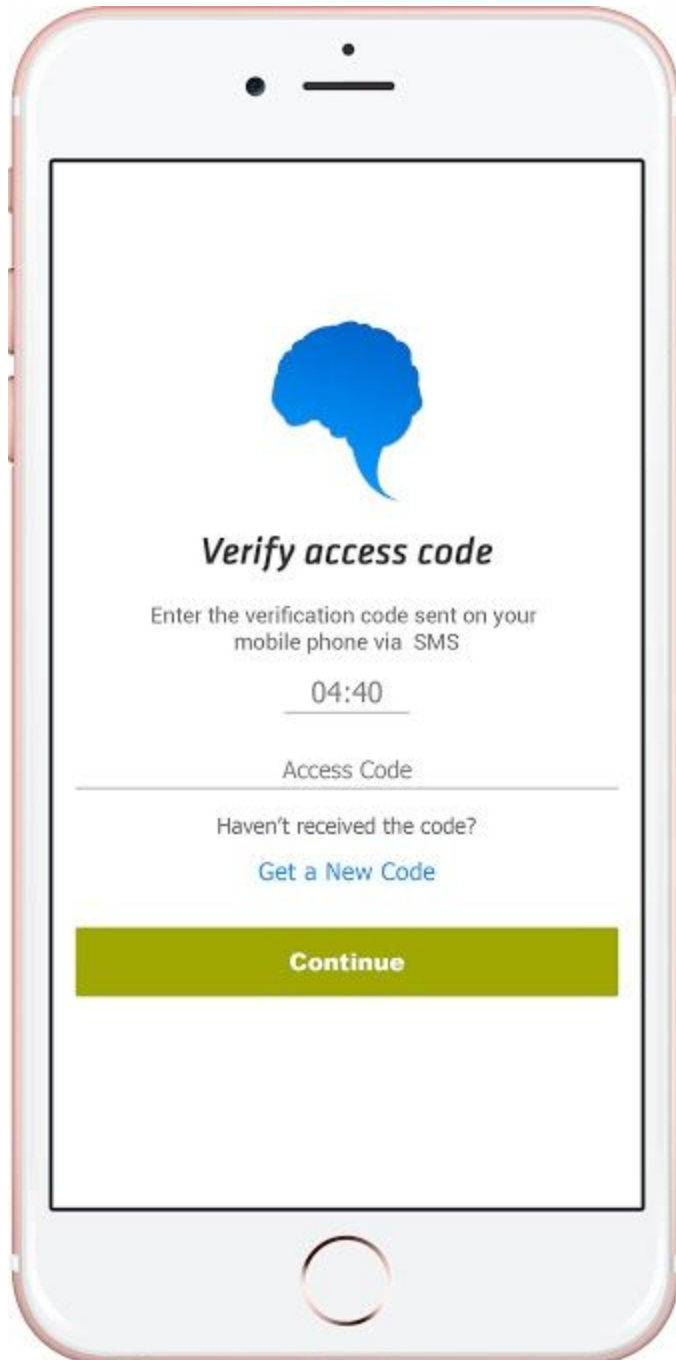 Verify access code
Enter the verification code sent on your
mobile phone via SMS
04:40
Access Code
Haven't received the code?
Get a New Code
Continue